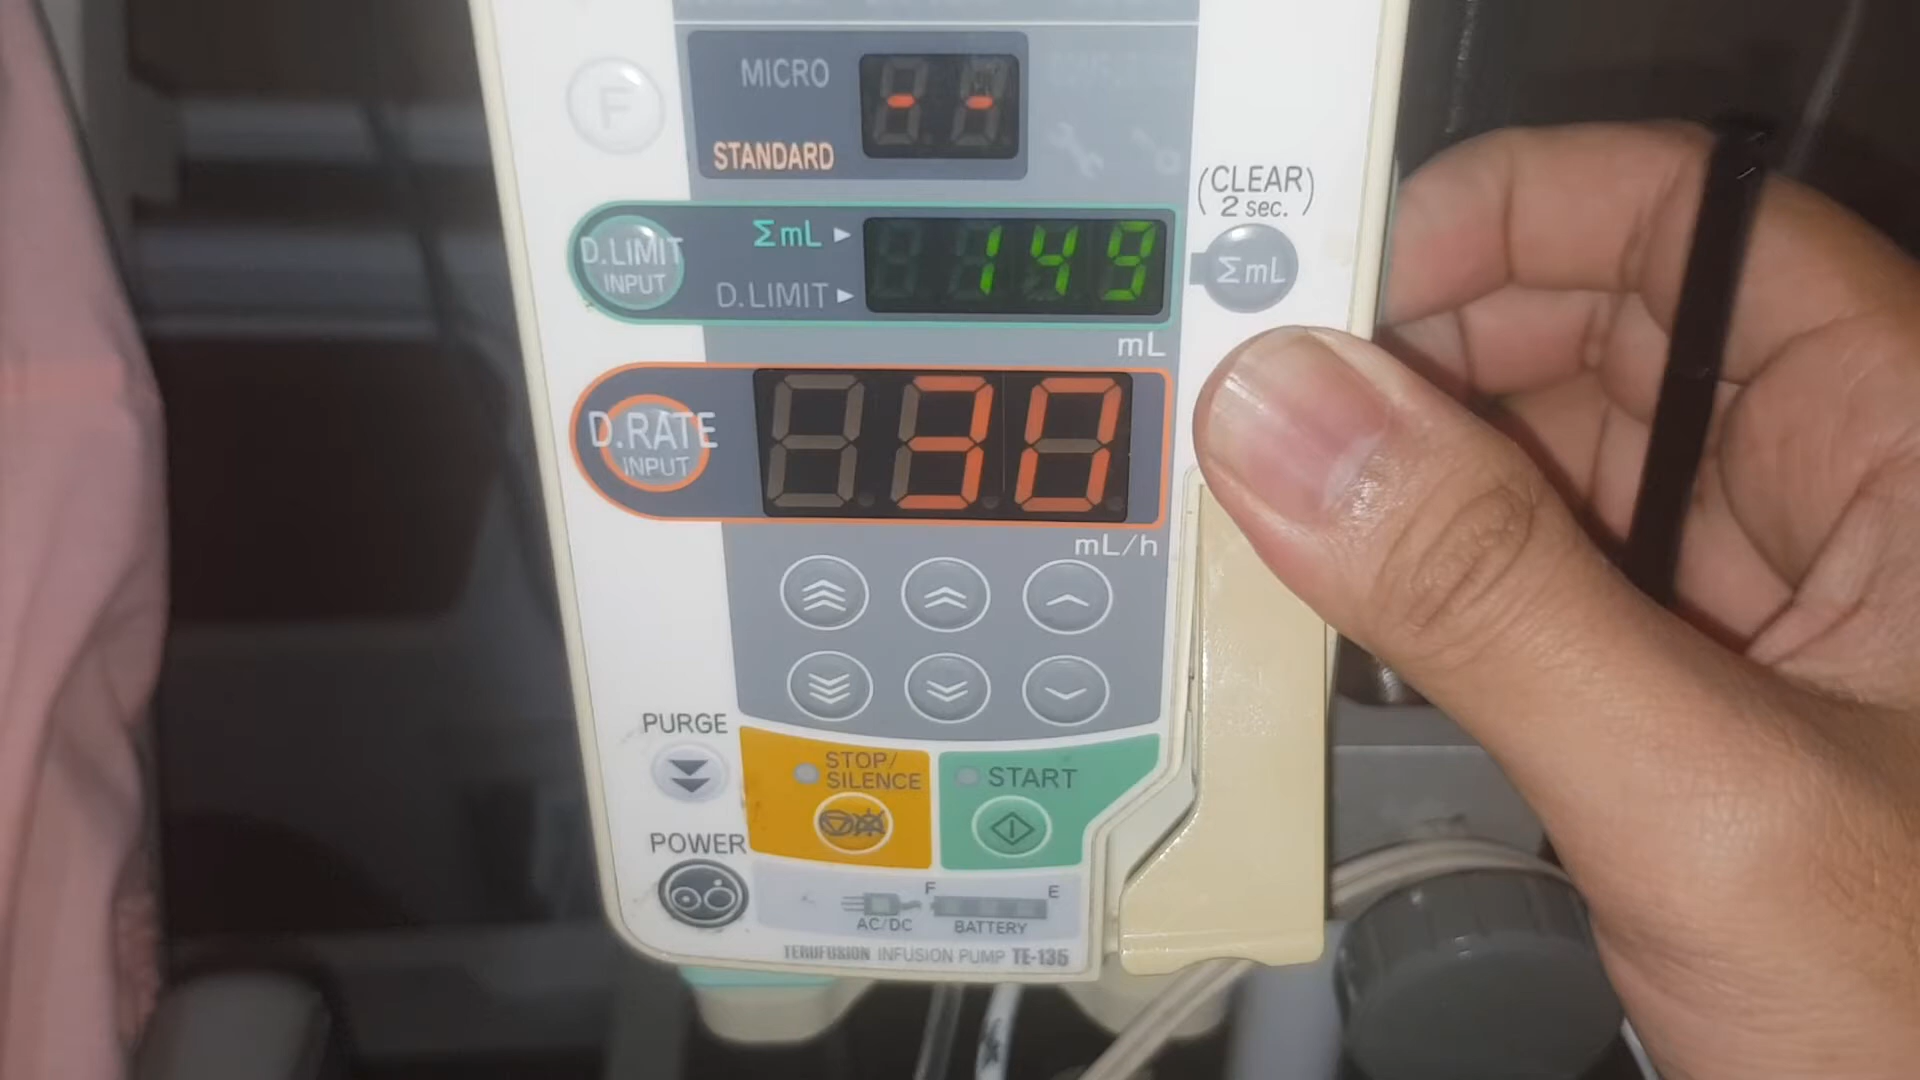 F
MICRO
STANDARD
- -
(CLEAR)
2 sec.
D.LIMIT
INPUT
ΣmL ▶
D.LIMIT ▶
149
ΣmL
mL
D.RATE
INPUT
30
mL/h
PURGE
STOP/
SILENCE
START
POWER
F
E
AC/DC
BATTERY
TERUFUSION INFUSION PUMP TE-135